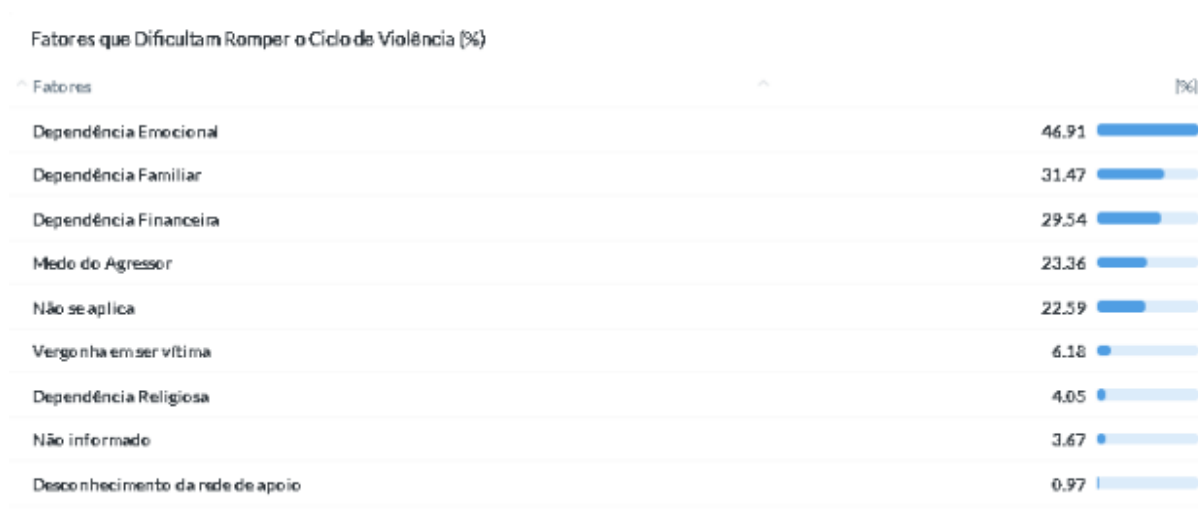 Fatores que Dificultam Romper o Ciclo de Violência (%)
Fatores (%)
Dependência Emocional 46.91
Dependência Familiar 31.47
Dependência Financeira 29.54
Medo do Agressor 23.36
Não se aplica 22.59
Vergonha em ser vítima 6.18
Dependência Religiosa 4.05
Não informado 3.67
Desconhecimento da rede de apoio 0.97